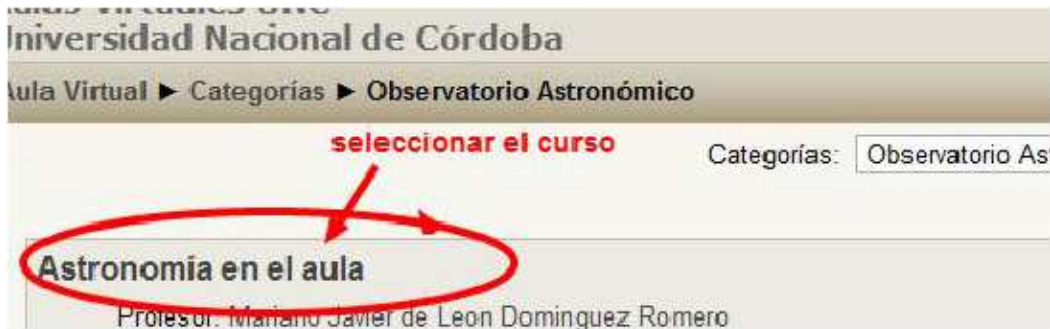 Universidad Nacional de Córdoba
Aula Virtual ► Categorías ► Observatorio Astronómico
seleccionar el curso
Categorías: Observatorio As
Astronomía en el aula
Profesor: Mariano Javier de Leon Dominguez Romero